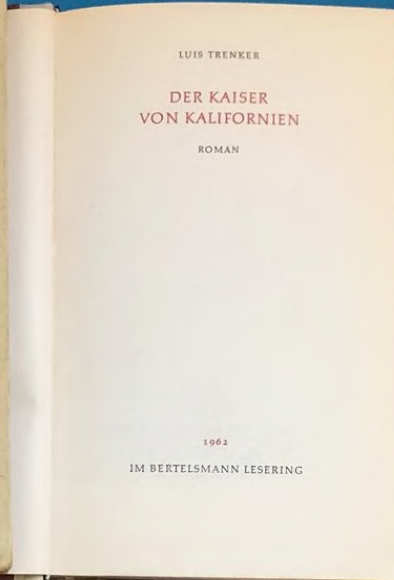 LUIS TRENKER
DER KAISER
VON KALIFORNIEN
ROMAN
1962
IM BERTELSMANN LESERING